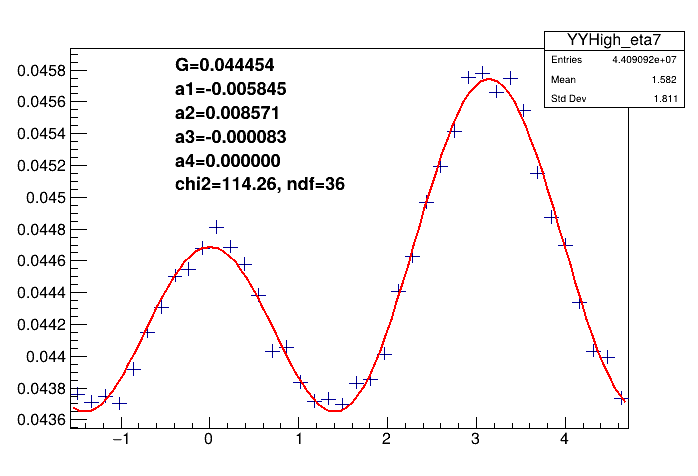 YYHigh_eta7
Entries 4.409092e+07
Mean 1.582
Std Dev 1.811
G=0.044454
a1=-0.005845
a2=0.008571
a3=-0.000083
a4=0.000000
chi2=114.26, ndf=36
0.0458
0.0456
0.0454
0.0452
0.045
0.0448
0.0446
0.0444
0.0442
0.044
0.0438
0.0436
−1 0 1 2 3 4